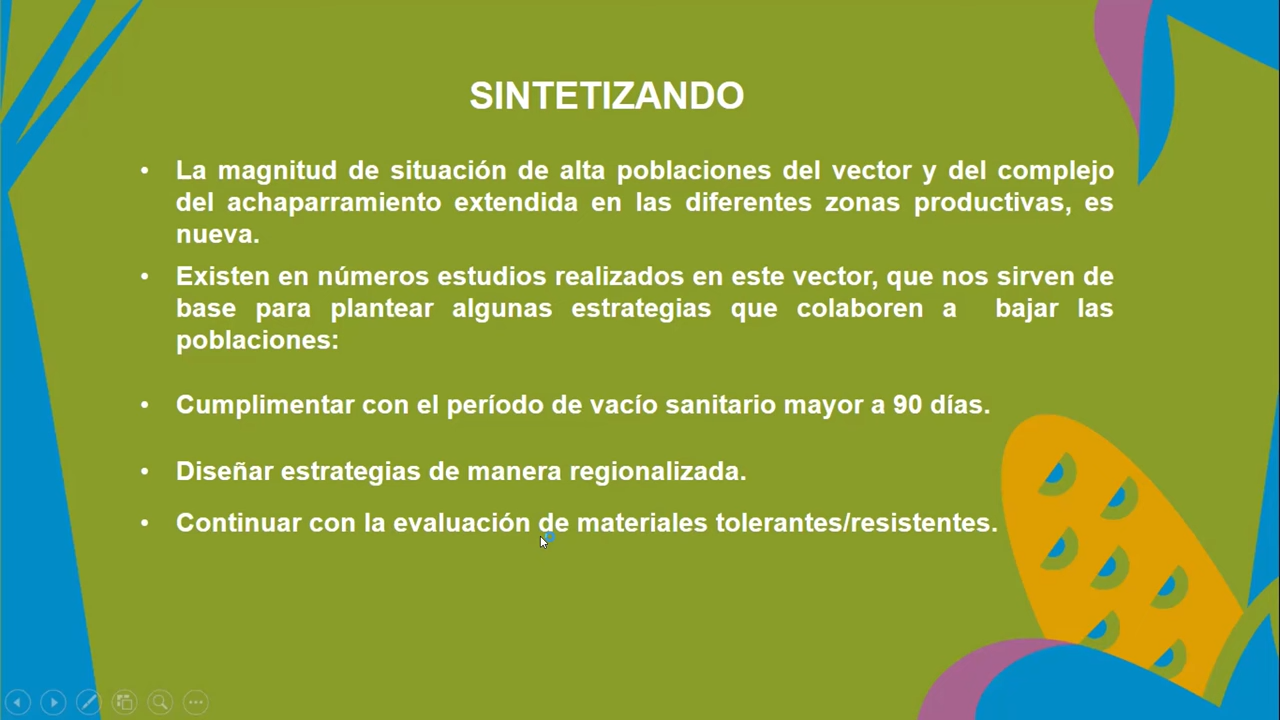 SINTETIZANDO
• La magnitud de situación de alta poblaciones del vector y del complejo
del achaparramiento extendida en las diferentes zonas productivas, es
nueva.
• Existen en números estudios realizados en este vector, que nos sirven de
base para plantear algunas estrategias que colaboren a bajar las
poblaciones:
• Cumplimentar con el período de vacío sanitario mayor a 90 días.
• Diseñar estrategias de manera regionalizada.
• Continuar con la evaluación de materiales tolerantes/resistentes.